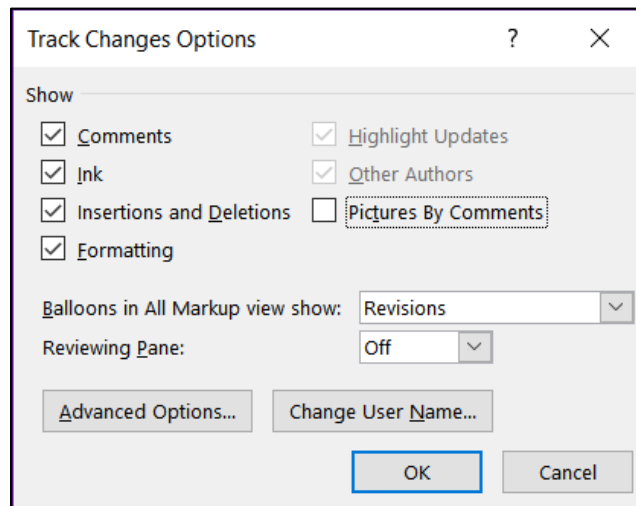 Track Changes Options ?
Show
Comments Highlight Updates
Ink Other Authors
Insertions and Deletions Pictures By Comments
Formatting
Balloons in All Markup view show: Revisions
Reviewing Pane: Off
Advanced Options... Change User Name...
OK Cancel